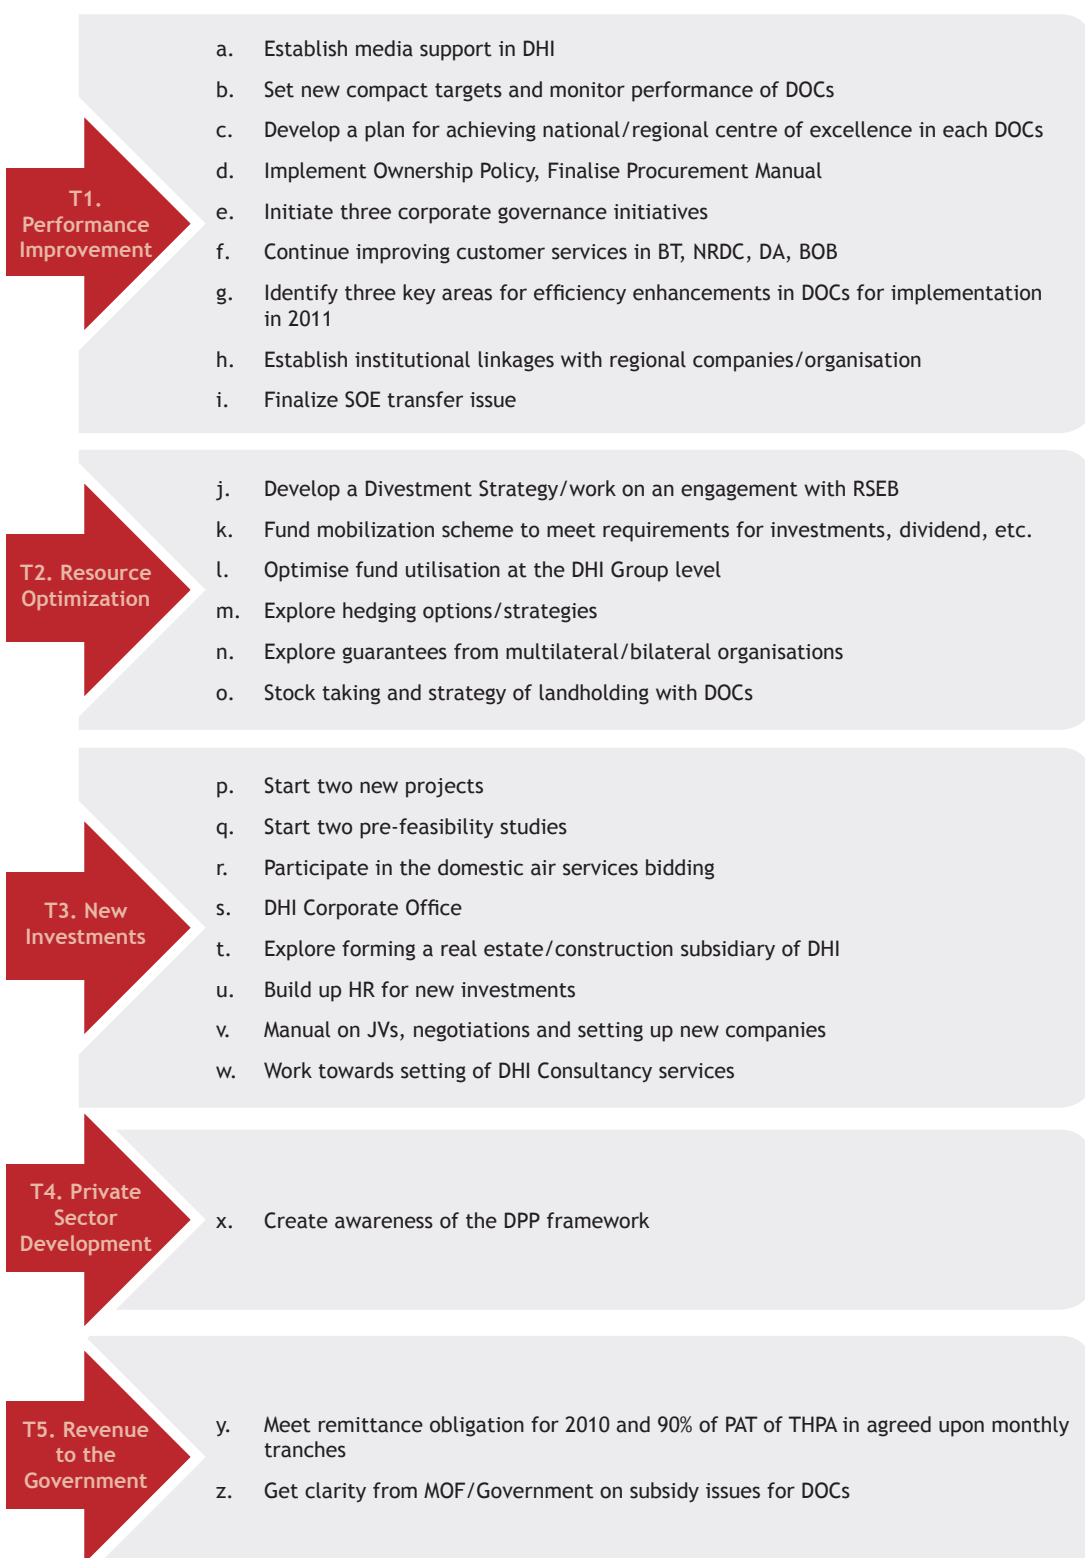 T1.
Performance
Improvement
a. Establish media support in DHI
b. Set new compact targets and monitor performance of DOCs
c. Develop a plan for achieving national/regional centre of excellence in each DOCs
d. Implement Ownership Policy, Finalise Procurement Manual
e. Initiate three corporate governance initiatives
f. Continue improving customer services in BT, NRDC, DA, BOB
g. Identify three key areas for efficiency enhancements in DOCs for implementation
in 2011
h. Establish institutional linkages with regional companies/organisation
i. Finalize SOE transfer issue
T2. Resource
Optimization
j. Develop a Divestment Strategy/work on an engagement with RSEB
k. Fund mobilization scheme to meet requirements for investments, dividend, etc.
l. Optimise fund utilisation at the DHI Group level
m. Explore hedging options/strategies
n. Explore guarantees from multilateral/bilateral organisations
o. Stock taking and strategy of landholding with DOCs
T3. New
Investments
p. Start two new projects
q. Start two pre-feasibility studies
r. Participate in the domestic air services bidding
s. DHI Corporate Office
t. Explore forming a real estate/construction subsidiary of DHI
u. Build up HR for new investments
v. Manual on JVs, negotiations and setting up new companies
w. Work towards setting of DHI Consultancy services
T4. Private
Sector
Development
x. Create awareness of the DPP framework
T5. Revenue
to the
Government
y. Meet remittance obligation for 2010 and 90% of PAT of THPA in agreed upon monthly
tranches
z. Get clarity from MOF/Government on subsidy issues for DOCs